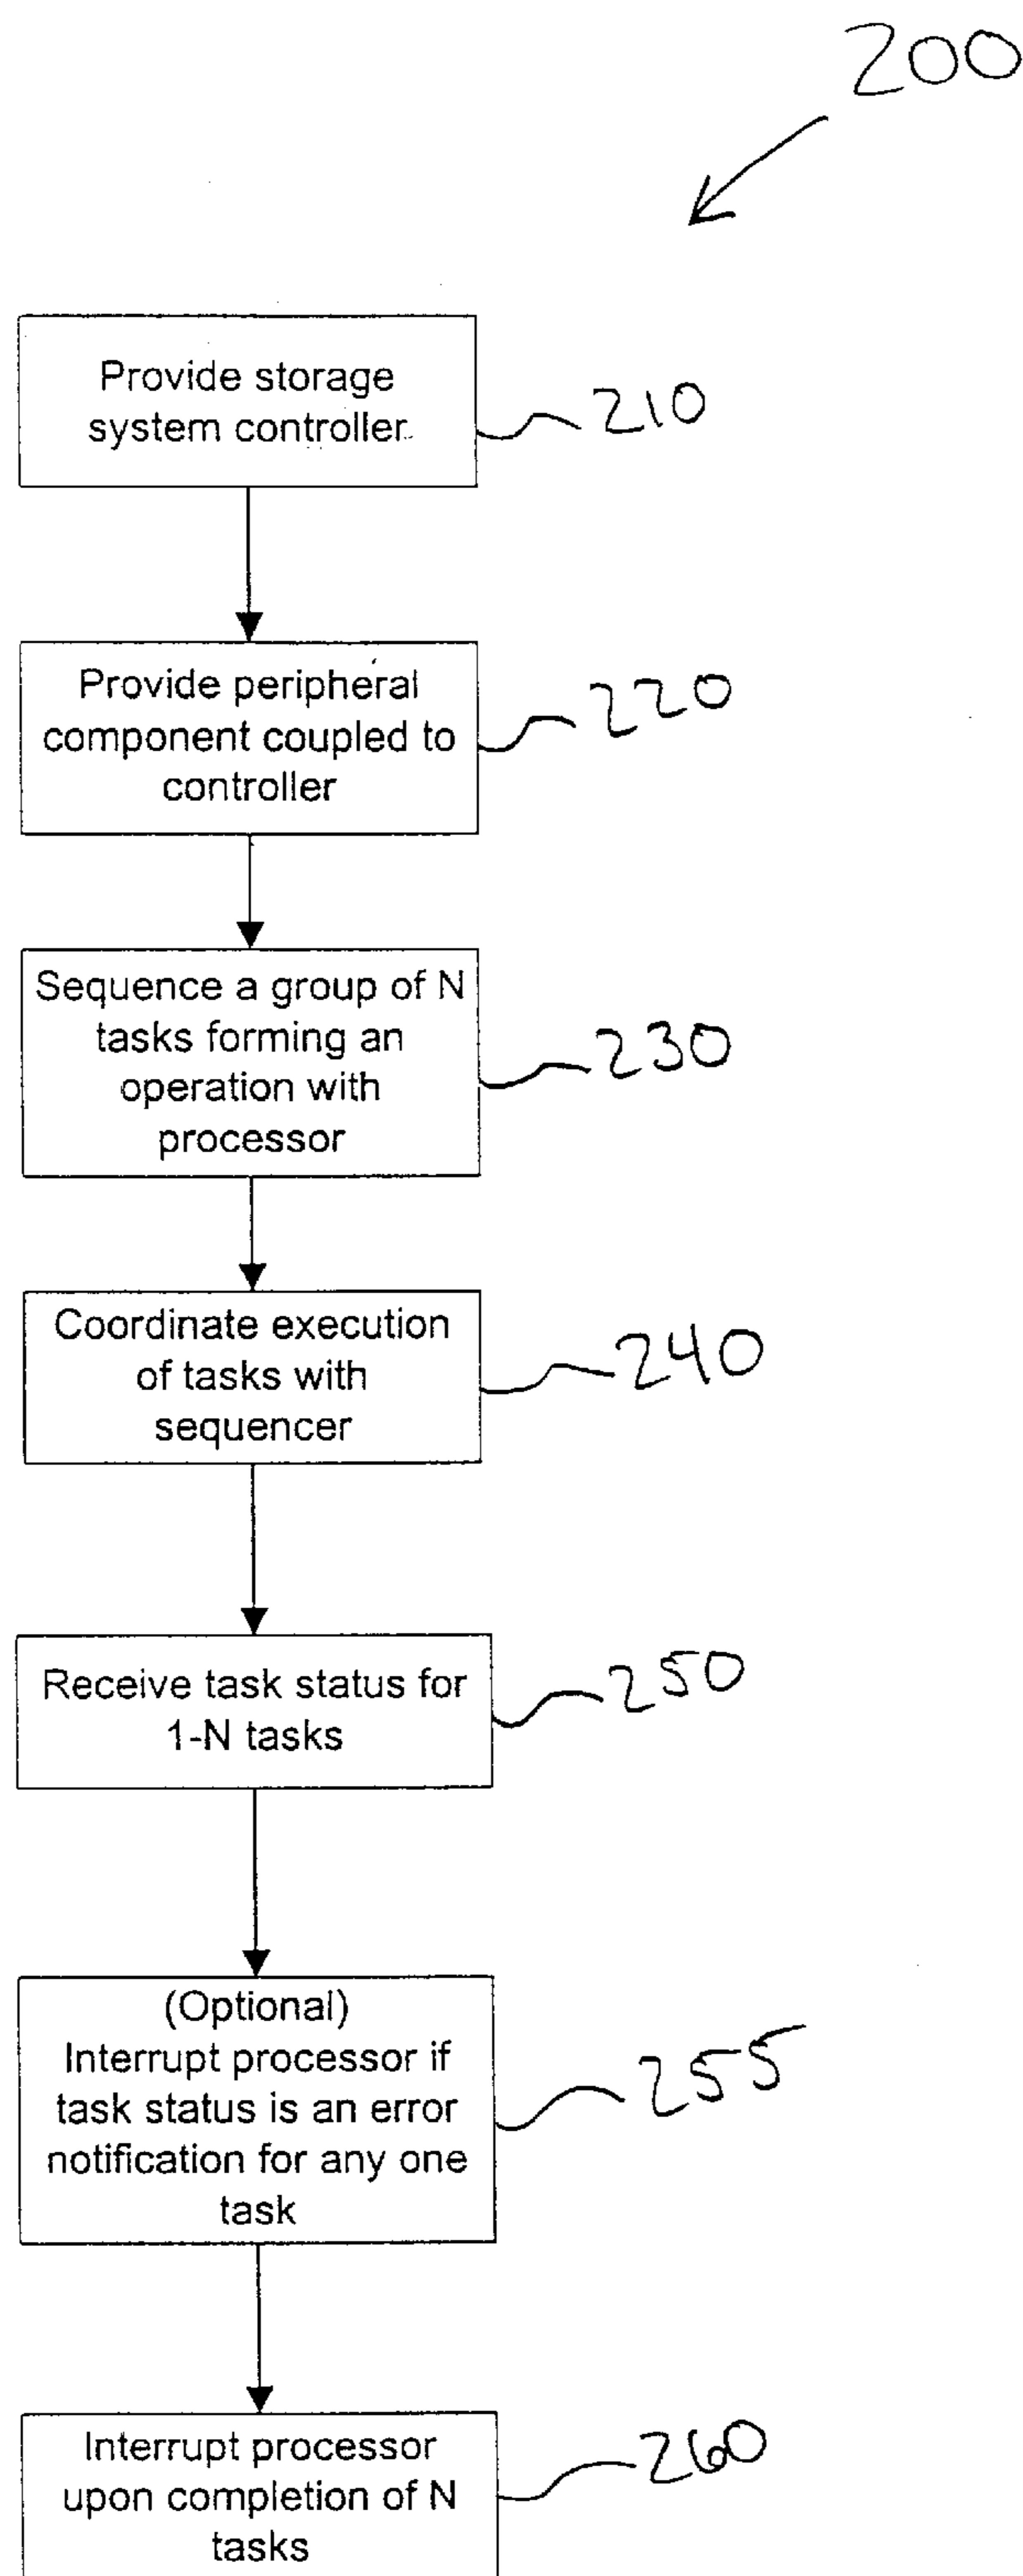 200
Provide storage
system controller
210
Provide peripheral
component coupled to
controller
220
Sequence a group of N
tasks forming an
operation with
processor
230
Coordinate execution
of tasks with
sequencer
240
Receive task status for
1-N tasks
250
(Optional)
Interrupt processor if
task status is an error
notification for any one
task
255
Interrupt processor
upon completion of N
tasks
260